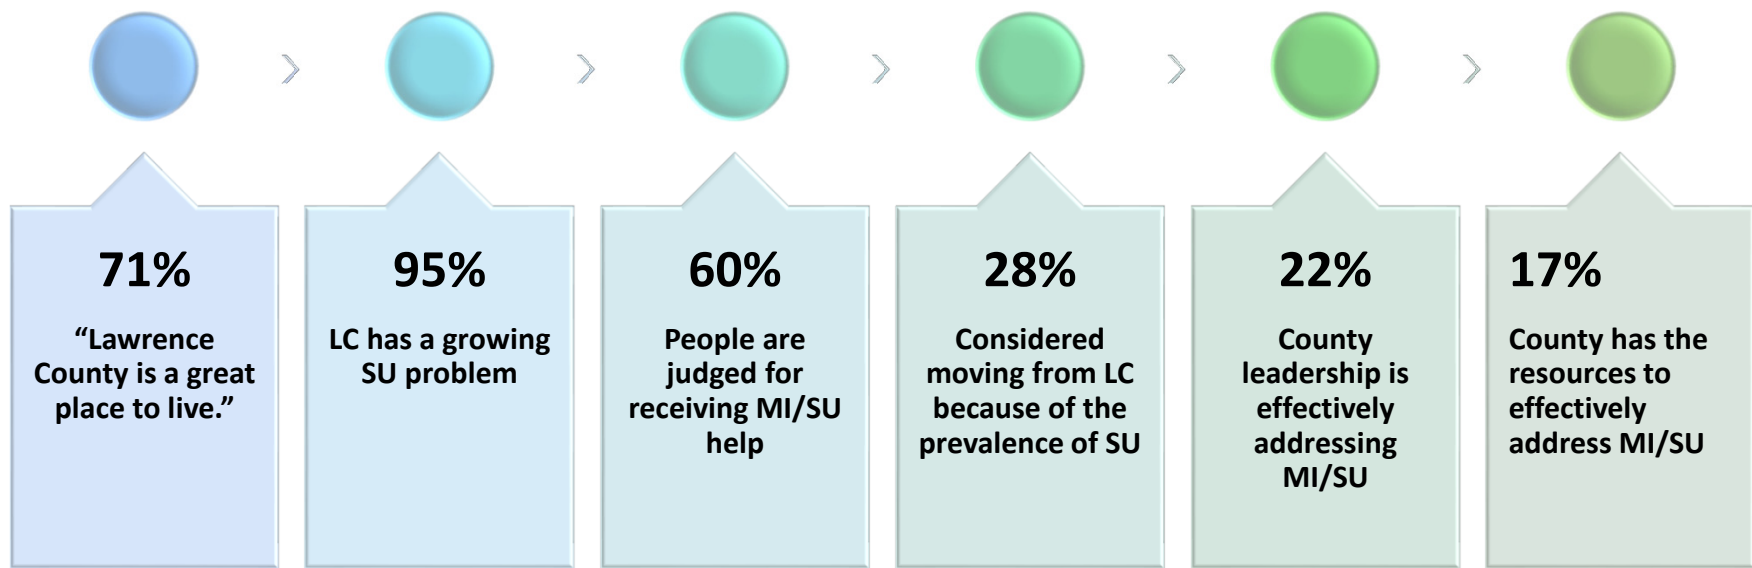 71%
“Lawrence
County is a great
place to live.”
95%
LC has a growing
SU problem
60%
People are
judged for
receiving MI/SU
help
28%
Considered
moving from LC
because of the
prevalence of SU
22%
County
leadership is
effectively
addressing
MI/SU
17%
County has the
resources to
effectively
address MI/SU